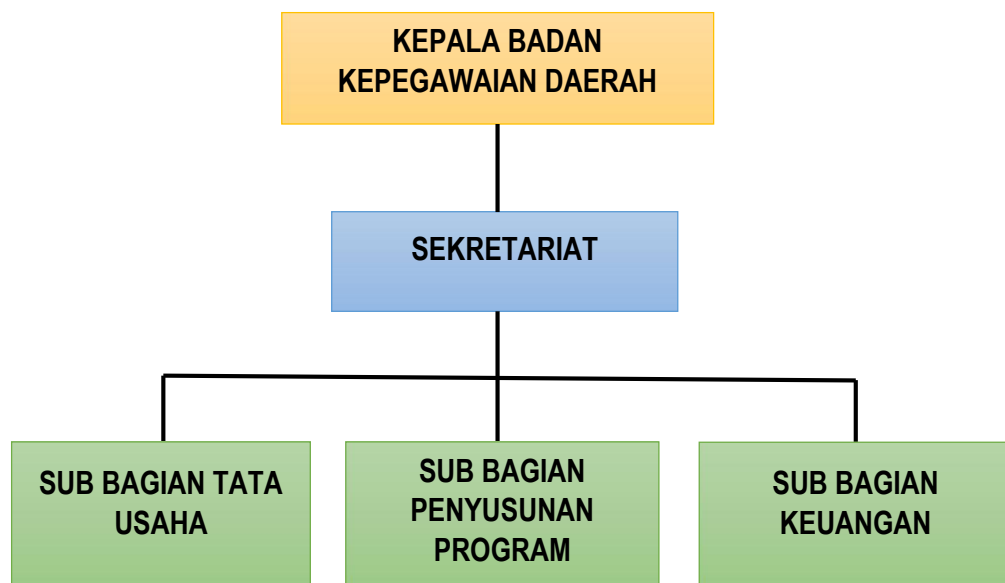 KEPALA BADAN
KEPEGAWAIAN DAERAH
SEKRETARIAT
SUB BAGIAN TATA
USAHA
SUB BAGIAN
PENYUSUNAN
PROGRAM
SUB BAGIAN
KEUANGAN